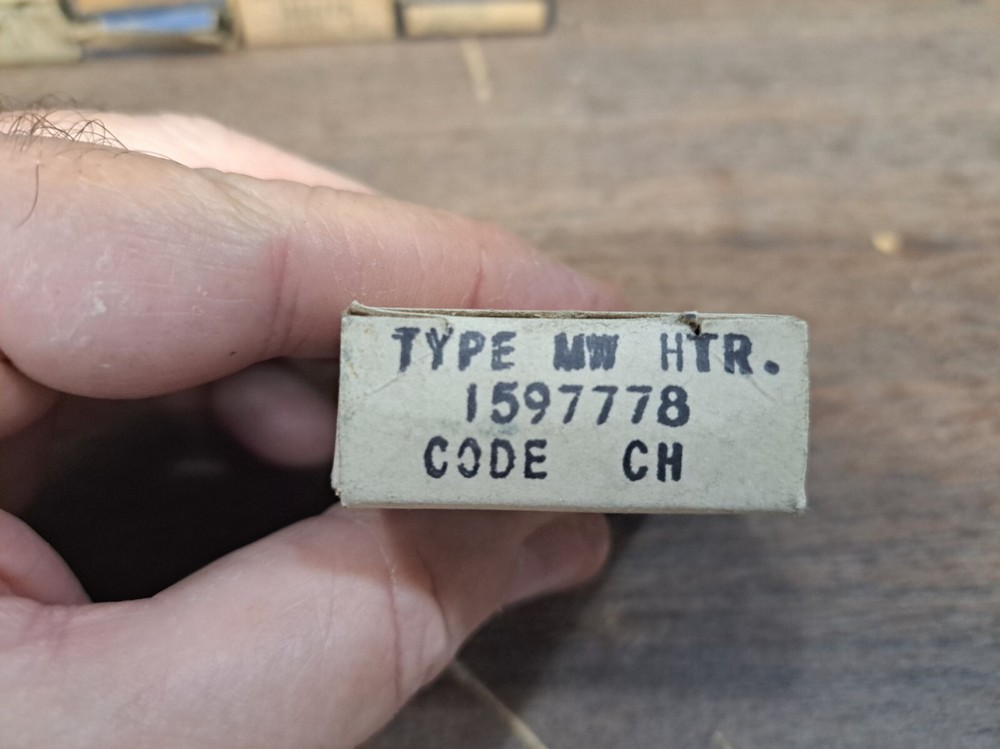 TYPE MW HTR.
1597778
CODE CH